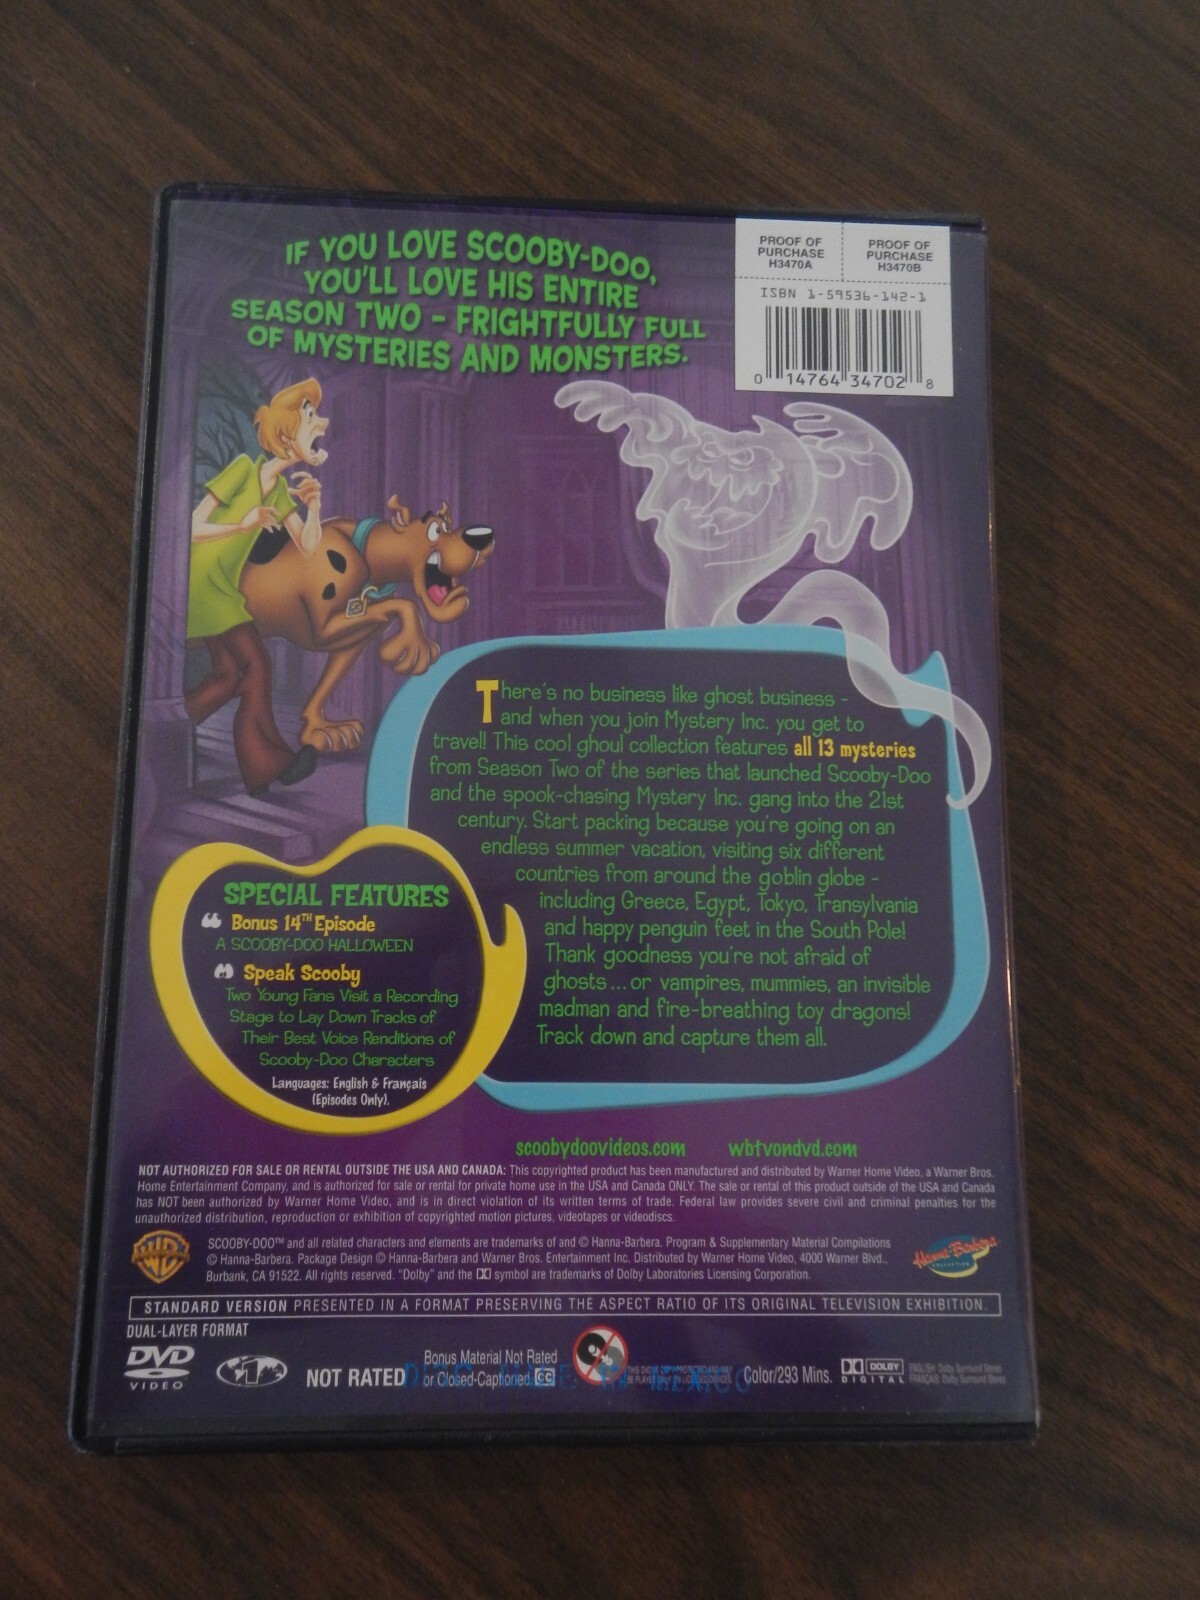 IF YOU LOVE SCOOBY-DOO,
YOU'LL LOVE HIS ENTIRE
SEASON TWO - FRIGHTFULLY FULL
OF MYSTERIES AND MONSTERS.
PROOF OF
PURCHASE
H3470A
PROOF OF
PURCHASE
H3470B
ISBN 1-59536-142-1
0 14764 34702 8
There's no business like ghost business -
and when you join Mystery Inc. you get to
travel! This cool ghoul collection features all 13 mysteries
from Season Two of the series that launched Scooby-Doo
and the spook-chasing Mystery Inc. gang into the 21st
century. Start packing because you're going on an
endless summer vacation, visiting six different
countries from around the goblin globe -
including Greece, Egypt, Tokyo, Transylvania
and happy penguin feet in the South Pole!
Thank goodness you're not afraid of
ghosts...or vampires, mummies, an invisible
madman and fire-breathing toy dragons!
Track down and capture them all.
SPECIAL FEATURES
Bonus 14TH Episode
A SCOOBY-DOO HALLOWEEN
Speak Scooby
Two Young Fans Visit a Recording
Stage to Lay Down Tracks of
Their Best Voice Renditions of
Scooby-Doo Characters
Languages: English & Français
(Episodes Only).
scoobydoovideos.com wbtvondvd.com
NOT AUTHORIZED FOR SALE OR RENTAL OUTSIDE THE USA AND CANADA: This copyrighted product has been manufactured and distributed by Warner Home Video, a Warner Bros.
Home Entertainment Company, and is authorized for sale or rental for private home use in the USA and Canada ONLY. The sale or rental of this product outside of the USA and Canada
has NOT been authorized by Warner Home Video, and is in direct violation of its written terms of trade. Federal law provides severe civil and criminal penalties for the
unauthorized distribution, reproduction or exhibition of copyrighted motion pictures, videotapes or videodiscs.
WB
SCOOBY-DOO™ and all related characters and elements are trademarks of and © Hanna-Barbera. Program & Supplementary Material Compilations
© Hanna-Barbera. Package Design © Hanna-Barbera and Warner Bros. Entertainment Inc. Distributed by Warner Home Video, 4000 Warner Blvd.,
Burbank, CA 91522. All rights reserved. "Dolby" and the symbol are trademarks of Dolby Laboratories Licensing Corporation.
Hanna-Barbera
COLLECTION
STANDARD VERSION PRESENTED IN A FORMAT PRESERVING THE ASPECT RATIO OF ITS ORIGINAL TELEVISION EXHIBITION.
DUAL-LAYER FORMAT
DVD
VIDEO
1
NOT RATED
Bonus Material Not Rated
or Closed-Captioned CC
DISC MADE IN MEXICO
Color/293 Mins.
DOLBY
DIGITAL
ENGLISH: Dolby Surround Stereo
FRANÇAIS: Dolby Surround Stereo